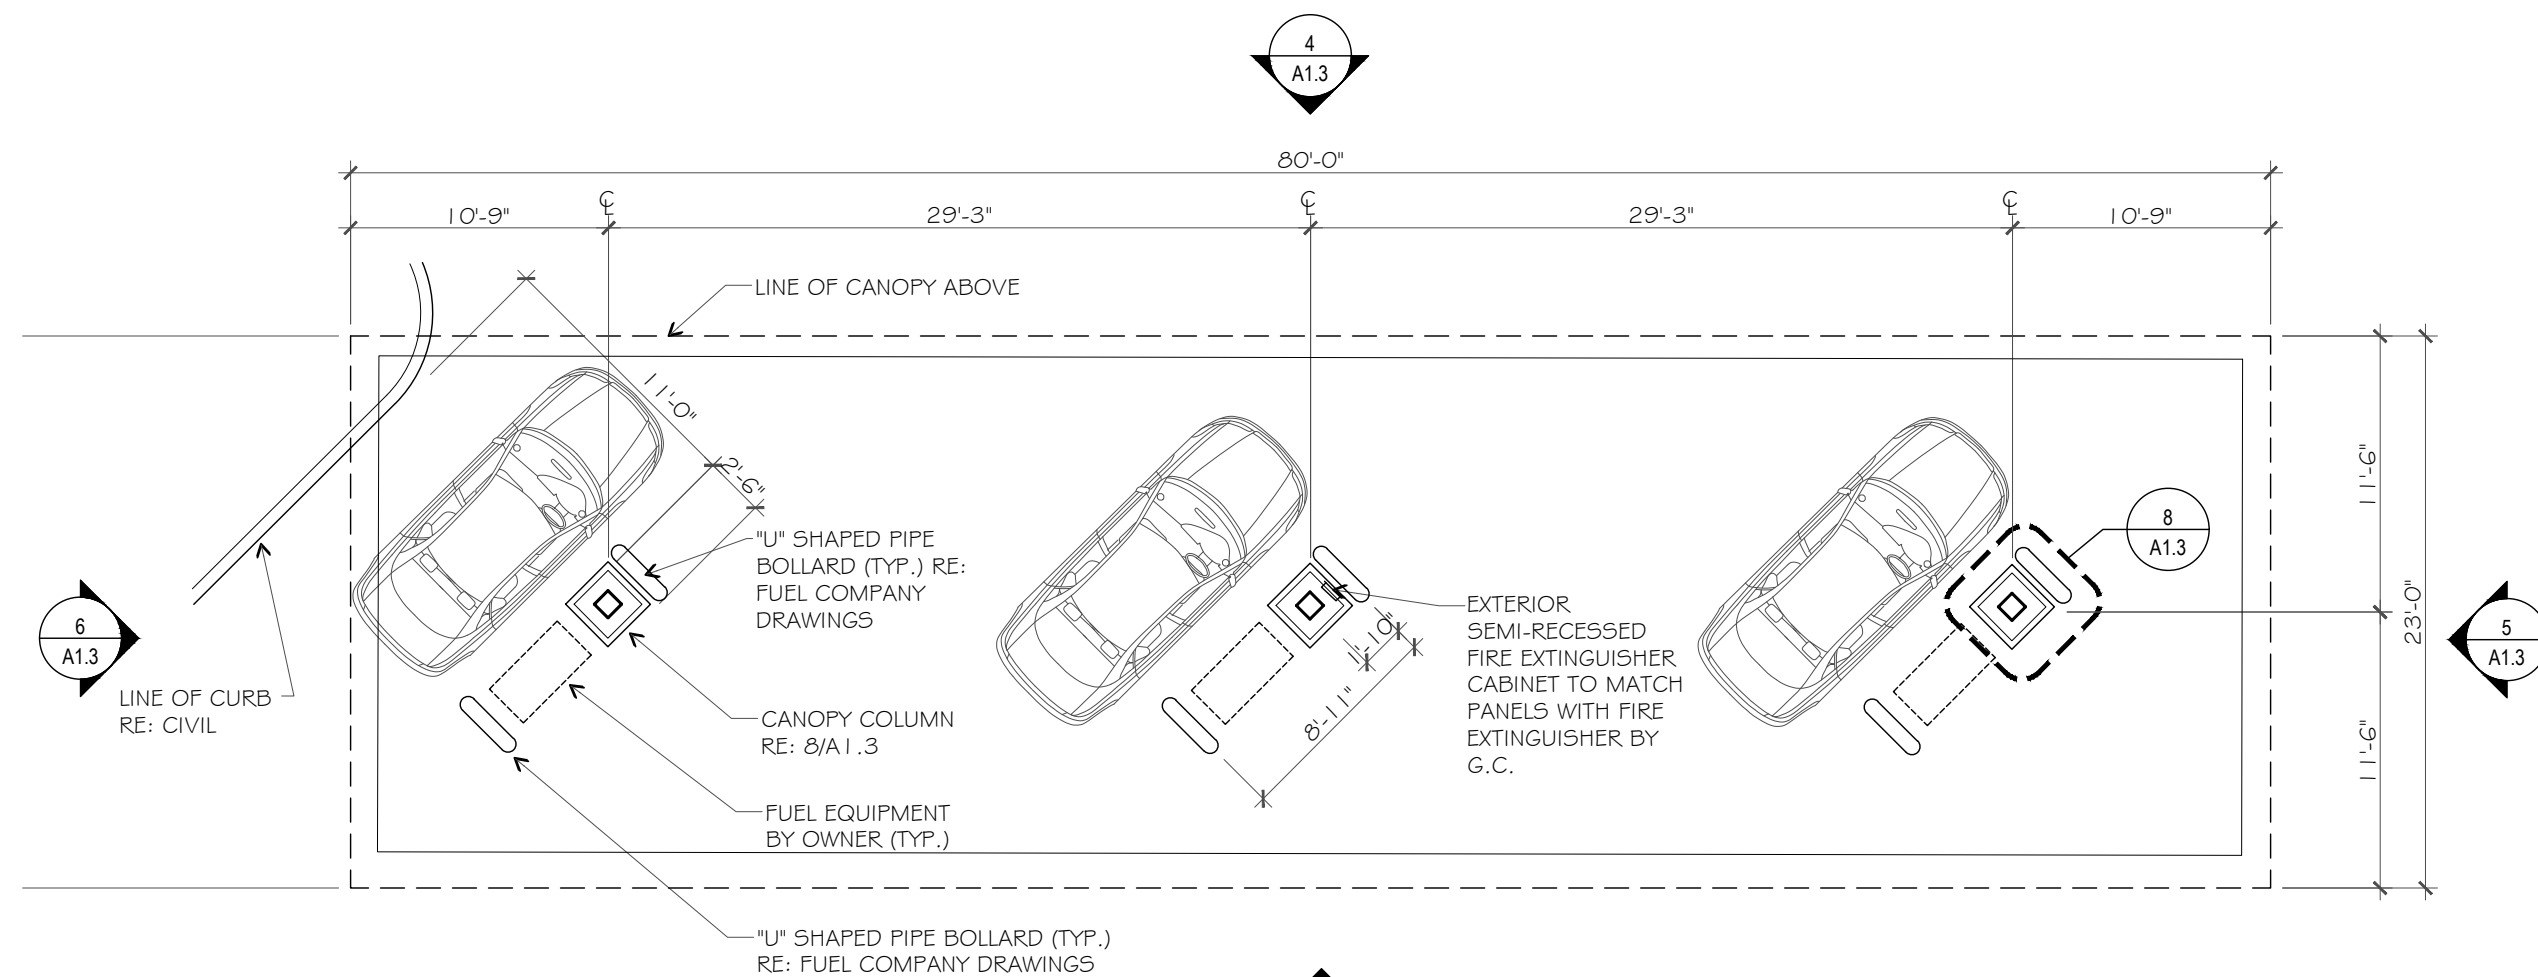 4
A1.3
80'-0"
10'-9"
℄
29'-3"
℄
29'-3"
℄
10'-9"
LINE OF CANOPY ABOVE
11'-0"
2'-6"
"U" SHAPED PIPE
BOLLARD (TYP.) RE:
FUEL COMPANY
DRAWINGS
8
A1.3
11'-6"
23'-0"
11'-6"
6
A1.3
5
A1.3
LINE OF CURB
RE: CIVIL
EXTERIOR
SEMI-RECESSED
FIRE EXTINGUISHER
CABINET TO MATCH
PANELS WITH FIRE
EXTINGUISHER BY
G.C.
1'-10"
8'-11"
CANOPY COLUMN
RE: 8/A1.3
FUEL EQUIPMENT
BY OWNER (TYP.)
"U" SHAPED PIPE BOLLARD (TYP.)
RE: FUEL COMPANY DRAWINGS